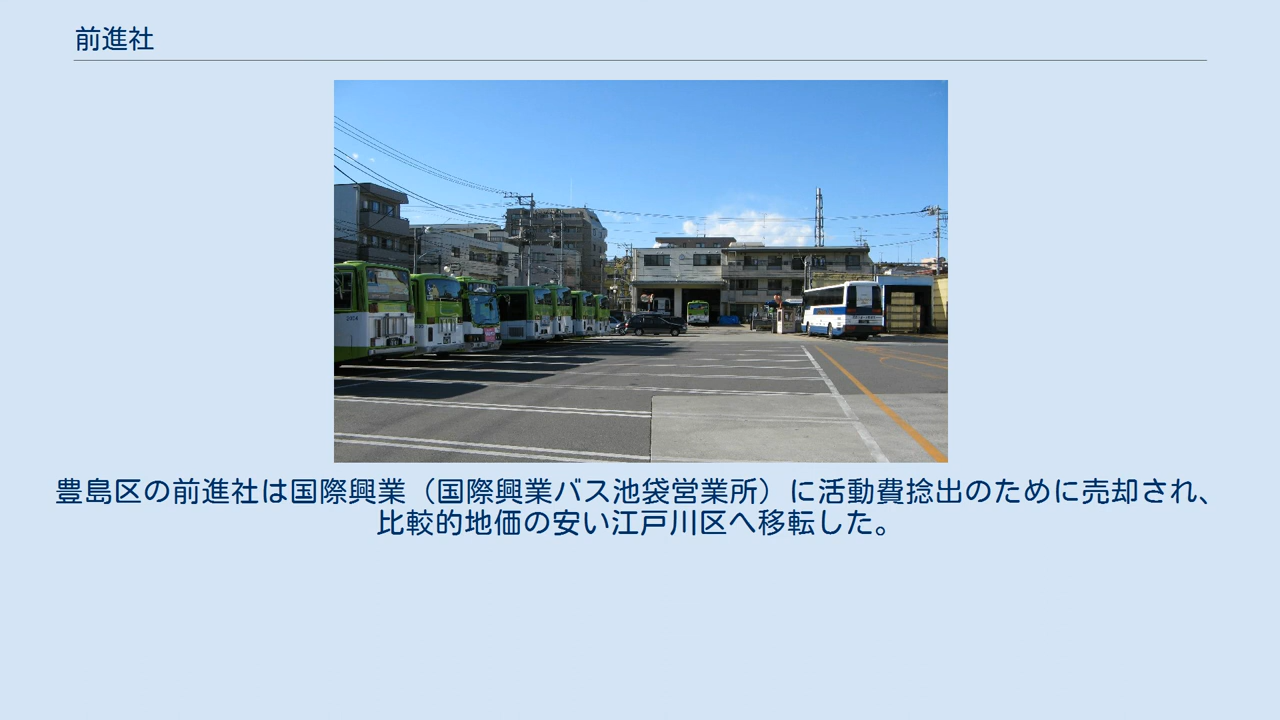 前進社
豊島区の前進社は国際興業（国際興業バス池袋営業所）に活動費捻出のために売却され、
比較的地価の安い江戸川区へ移転した。